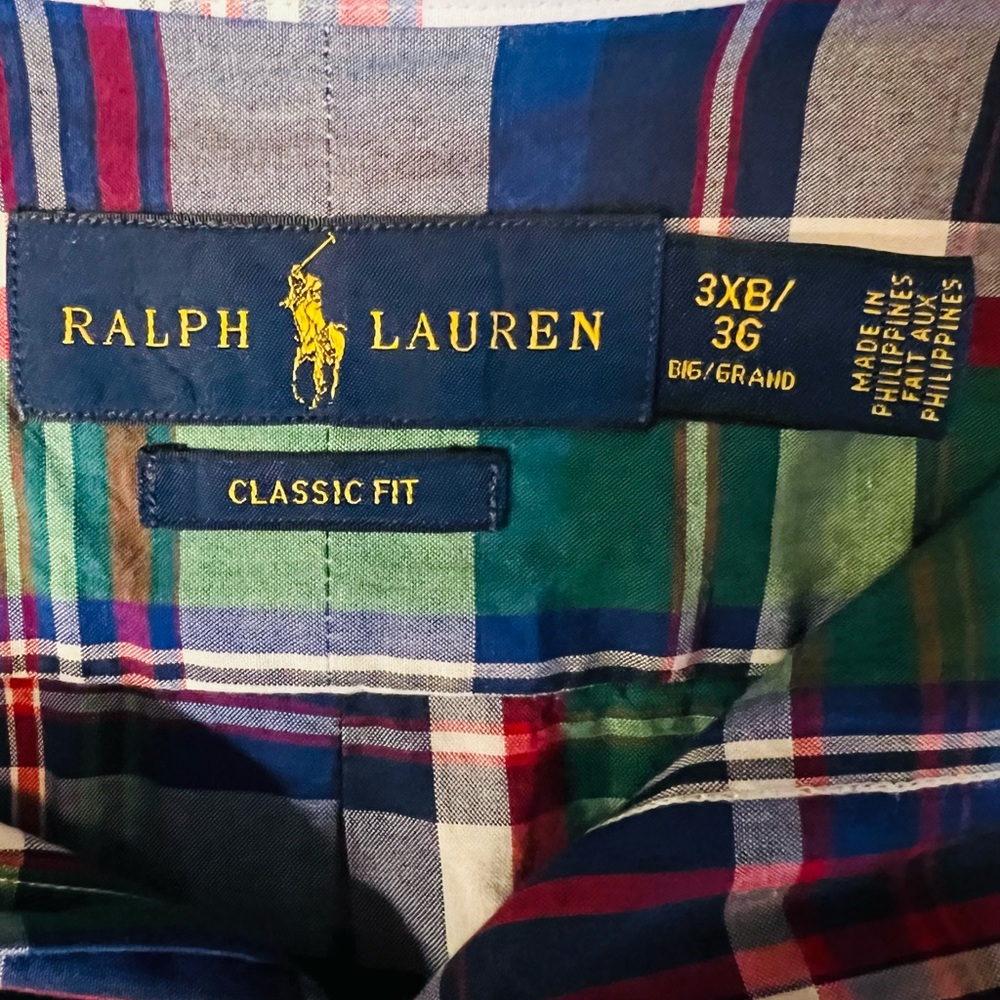 RALPH LAUREN
3XB/
3G
BIG/GRAND
MADE IN
PHILIPPINES
FAIT AUX
PHILIPPINES
CLASSIC FIT